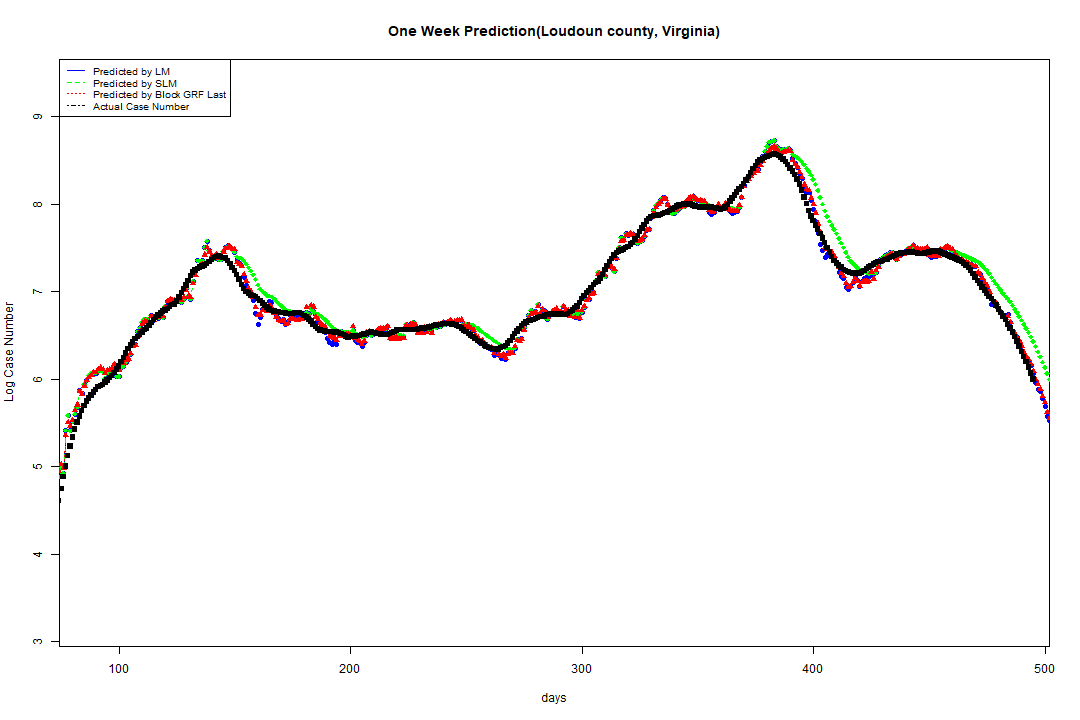 One Week Prediction(Loudoun county, Virginia)
Predicted by LM
Predicted by SLM
Predicted by Block GRF Last
Actual Case Number
9
8
7
6
5
4
3
Log Case Number
100 200 300 400 500
days